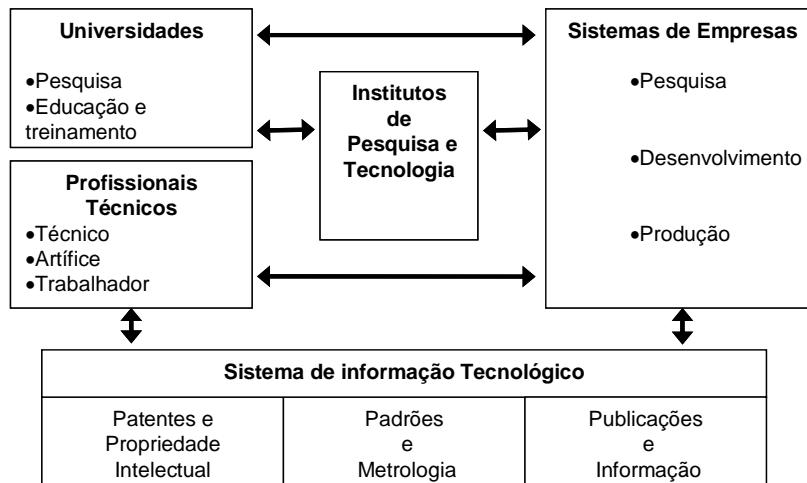 Universidades
•Pesquisa
•Educação e
treinamento
Institutos
de
Pesquisa e
Tecnologia
Sistemas de Empresas
•Pesquisa
•Desenvolvimento
•Produção
Profissionais
Técnicos
•Técnico
•Artífice
•Trabalhador
Sistema de informação Tecnológico
Patentes e
Propriedade
Intelectual
Padrões
e
Metrologia
Publicações
e
Informação